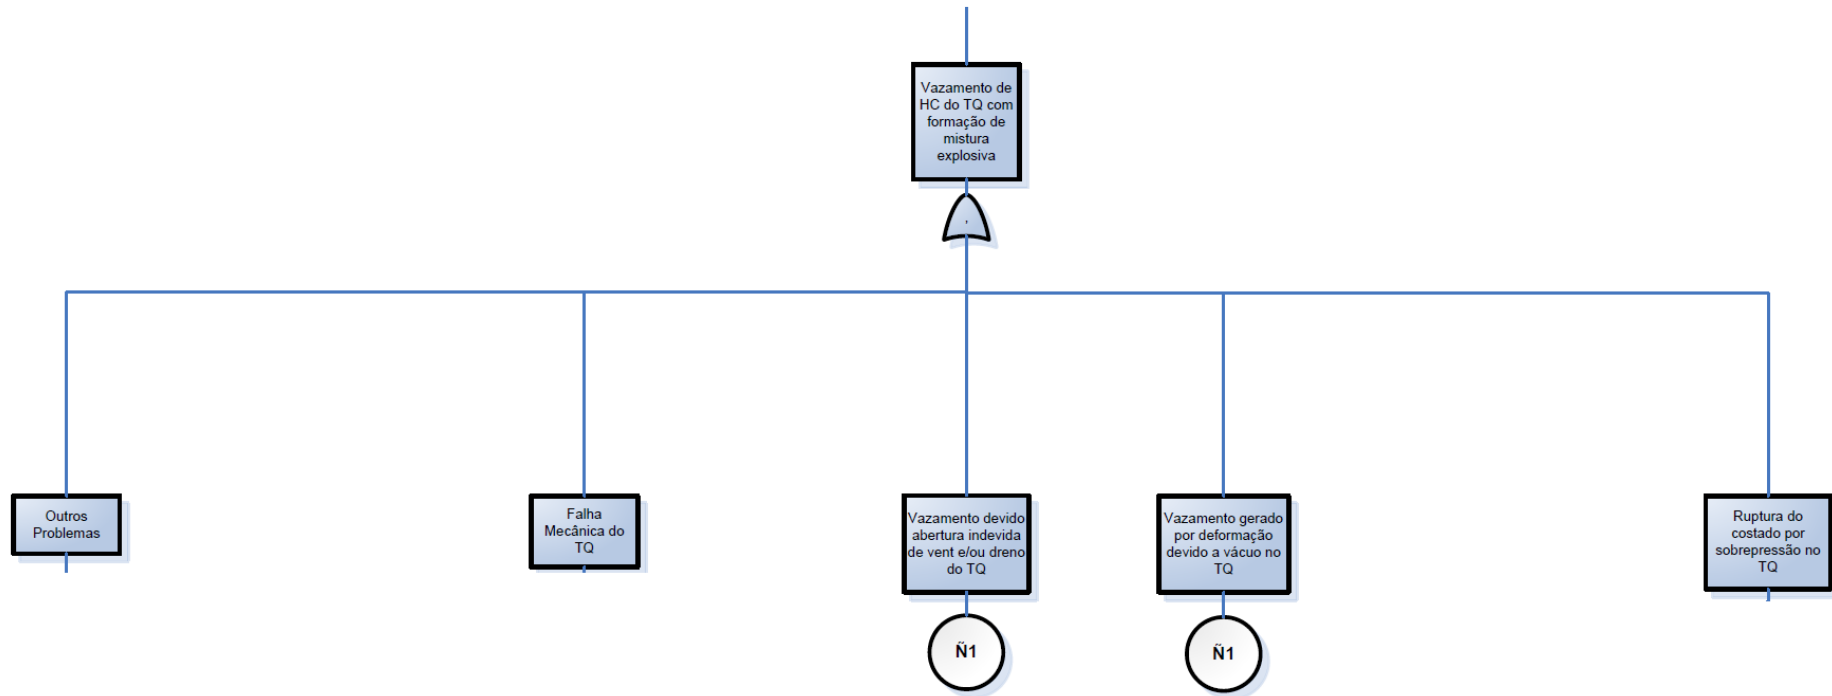 Vazamento de
HC do TQ com
formação de
mistura
explosiva
Outros
Problemas
Falha
Mecânica do
TQ
Vazamento devido
abertura indevida
de vent e/ou dreno
do TQ
Vazamento gerado
por deformação
devido a vácuo no
TQ
Ruptura do
costado por
sobrepressão no
TQ
Ñ1
Ñ1